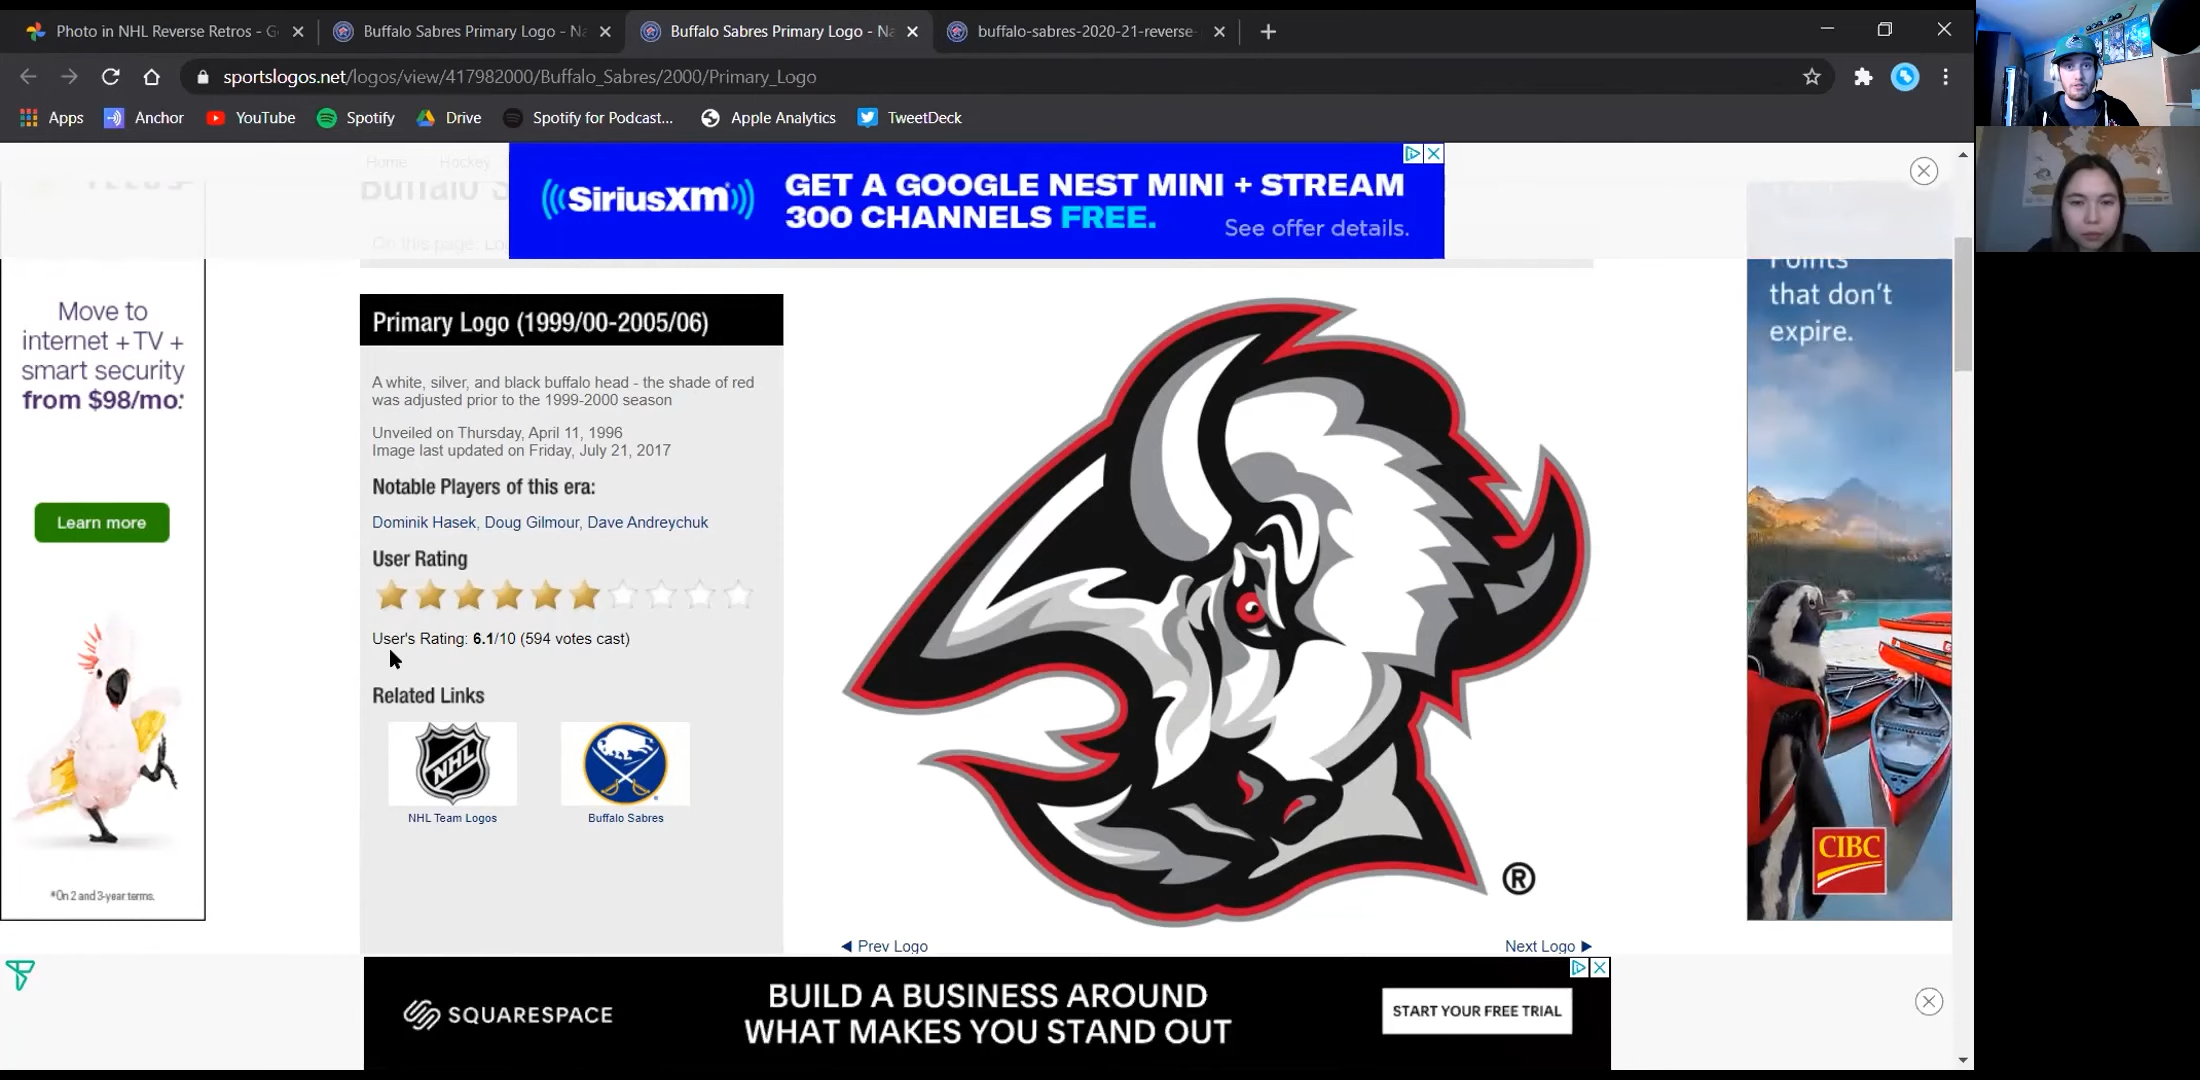 Photo in NHL Reverse Retros - G
Buffalo Sabres Primary Logo - Na
Buffalo Sabres Primary Logo - Na
buffalo-sabres-2020-21-reverse-
sportslogos.net/logos/view/417982000/Buffalo_Sabres/2000/Primary_Logo
Apps
Anchor
YouTube
Spotify
Drive
Spotify for Podcast...
Apple Analytics
TweetDeck
Home
Hockey
Buffalo S
On this page: Lo
((SiriusXM))
GET A GOOGLE NEST MINI + STREAM
300 CHANNELS FREE.
See offer details.
Move to
internet + TV +
smart security
from $98/mo:
Learn more
*On 2 and 3-year terms.
Primary Logo (1999/00-2005/06)
A white, silver, and black buffalo head - the shade of red
was adjusted prior to the 1999-2000 season
Unveiled on Thursday, April 11, 1996
Image last updated on Friday, July 21, 2017
Notable Players of this era:
Dominik Hasek, Doug Gilmour, Dave Andreychuk
User Rating
User's Rating: 6.1/10 (594 votes cast)
Related Links
NHL
NHL Team Logos
Buffalo Sabres
®
◀ Prev Logo
Next Logo ▶
Points
that don't
expire.
CIBC
SQUARESPACE
BUILD A BUSINESS AROUND
WHAT MAKES YOU STAND OUT
START YOUR FREE TRIAL